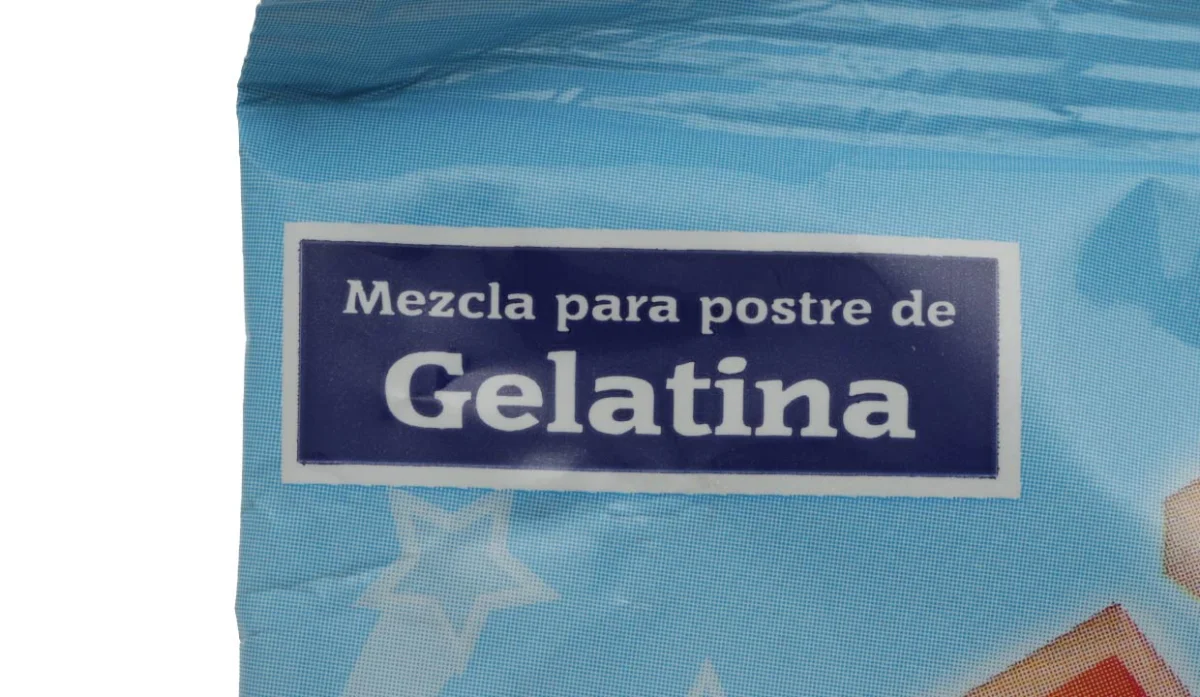 Mezcla para postre de
Gelatina